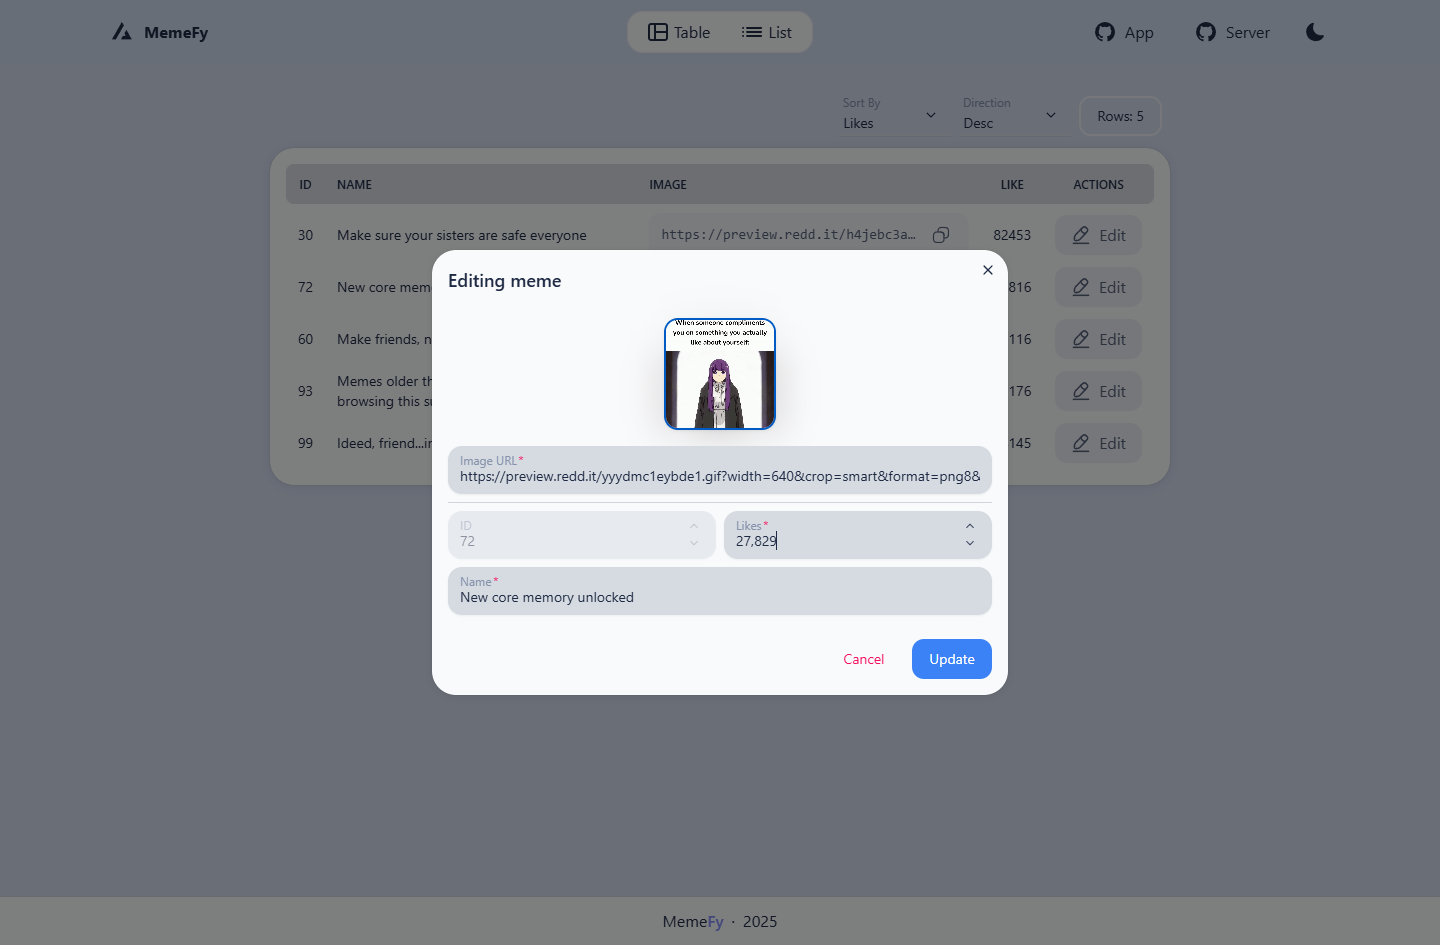 MemeFy
Table
List
App
Server
Sort By
Likes
Direction
Desc
Rows: 5
ID NAME IMAGE LIKE ACTIONS
30 Make sure your sisters are safe everyone https://preview.redd.it/h4jebc3a… 82453 Edit
72 New core mem 816 Edit
60 Make friends, n 116 Edit
93 Memes older th
browsing this su 176 Edit
99 Ideed, friend...in 145 Edit
Editing meme
When someone compliments
you on something you actually
like about yourself:
Image URL*
https://preview.redd.it/yyydmc1eybde1.gif?width=640&crop=smart&format=png8&
ID
72
Likes*
27,829
Name*
New core memory unlocked
Cancel
Update
MemeFy · 2025